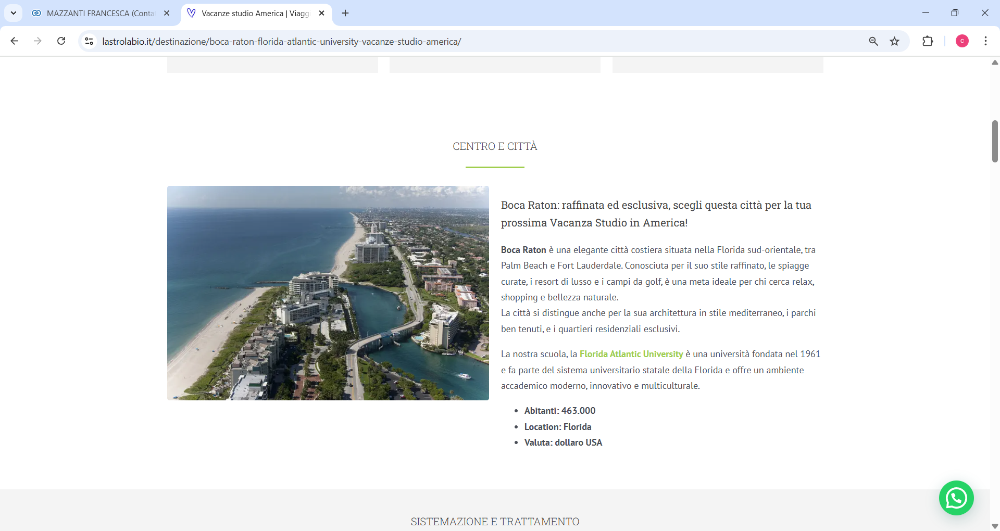 MAZZANTI FRANCESCA (Conta
Vacanze studio America | Viagg
lastrolabio.it/destinazione/boca-raton-florida-atlantic-university-vacanze-studio-america/
C
CENTRO E CITTÀ
Boca Raton: raffinata ed esclusiva, scegli questa città per la tua
prossima Vacanza Studio in America!
Boca Raton è una elegante città costiera situata nella Florida sud-orientale, tra
Palm Beach e Fort Lauderdale. Conosciuta per il suo stile raffinato, le spiagge
curate, i resort di lusso e i campi da golf, è una meta ideale per chi cerca relax,
shopping e bellezza naturale.
La città si distingue anche per la sua architettura in stile mediterraneo, i parchi
ben tenuti, e i quartieri residenziali esclusivi.
La nostra scuola, la Florida Atlantic University è una università fondata nel 1961
e fa parte del sistema universitario statale della Florida e offre un ambiente
accademico moderno, innovativo e multiculturale.
• Abitanti: 463.000
• Location: Florida
• Valuta: dollaro USA
SISTEMAZIONE E TRATTAMENTO